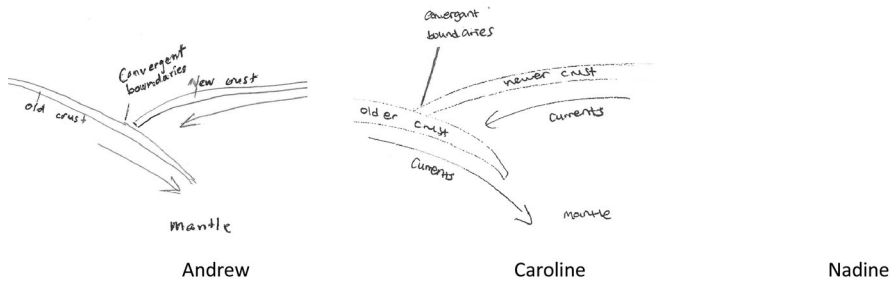 Convergent
boundaries
New crust
old crust
mantle
Andrew
convergant
boundaries
newer crust
older crust
currents
currents
mantle
Caroline
Nadine